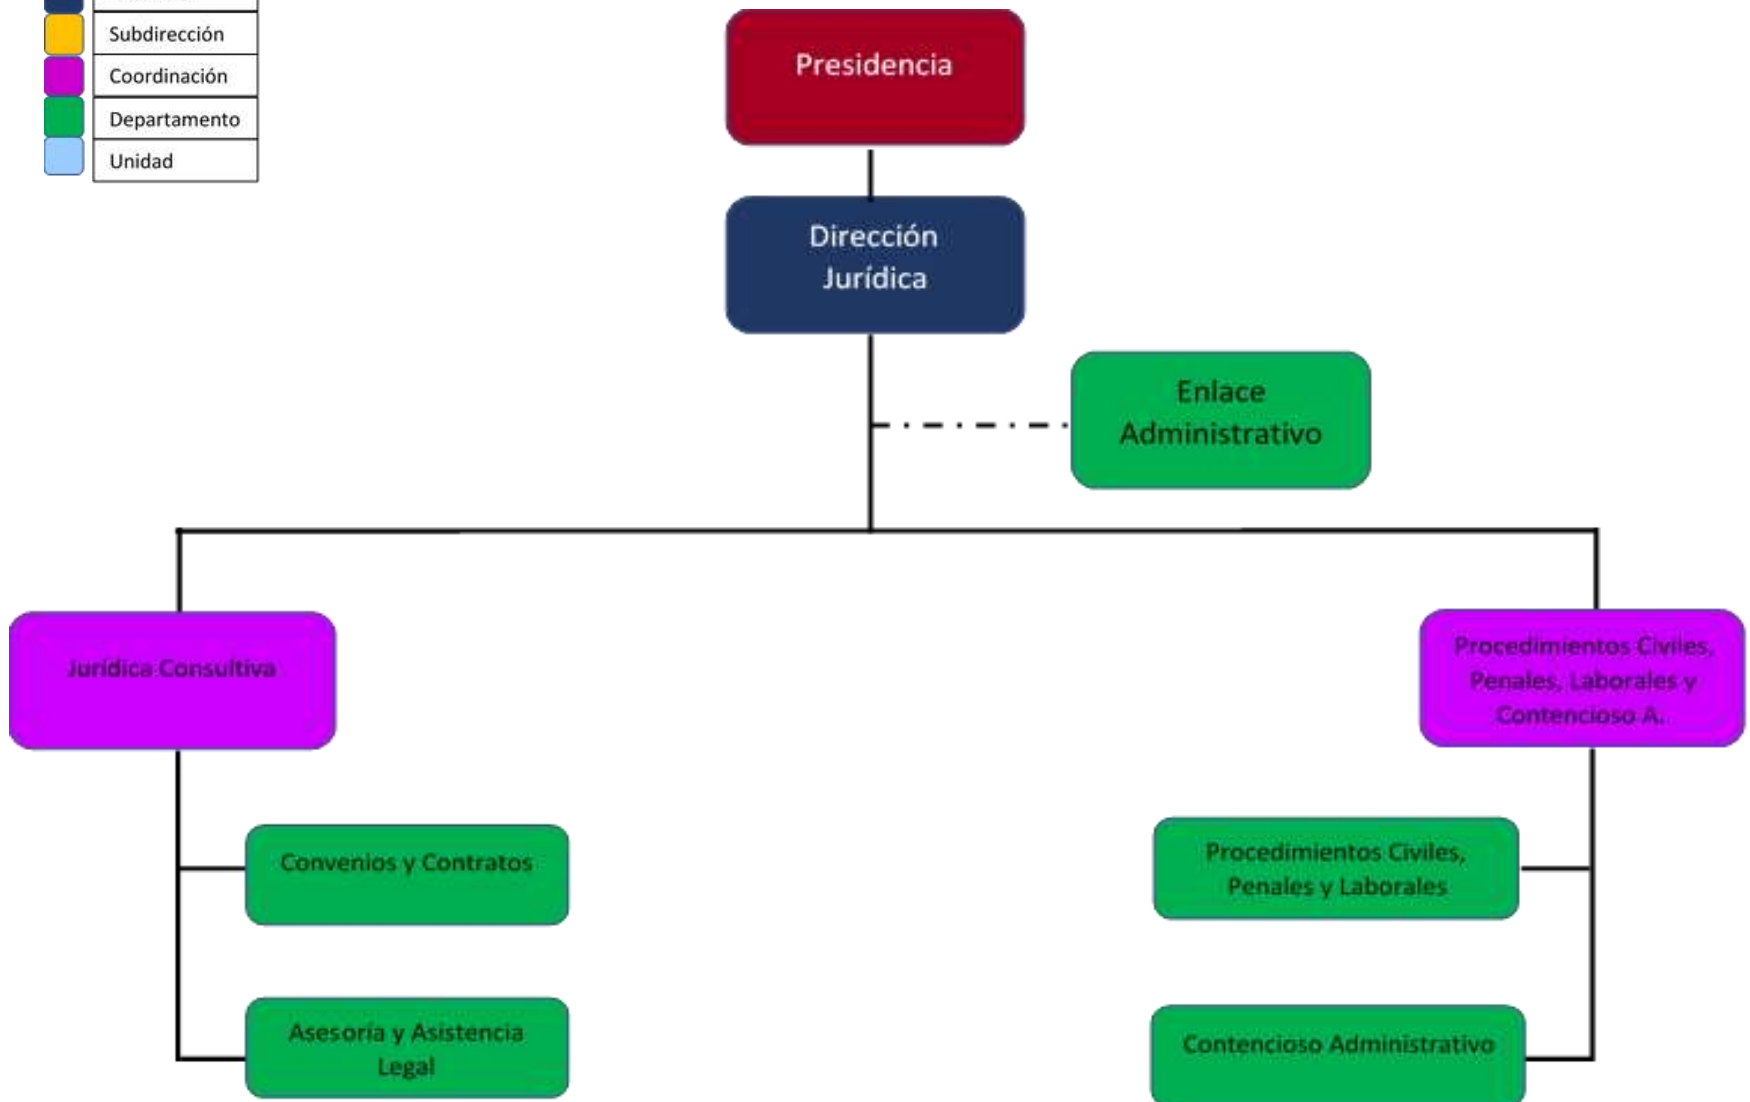 Subdirección
Coordinación
Departamento
Unidad
Presidencia
Dirección
Jurídica
Enlace
Administrativo
Jurídica Consultiva
Procedimientos Civiles,
Penales, Laborales y
Contencioso A.
Convenios y Contratos
Procedimientos Civiles,
Penales y Laborales
Asesoría y Asistencia
Legal
Contencioso Administrativo